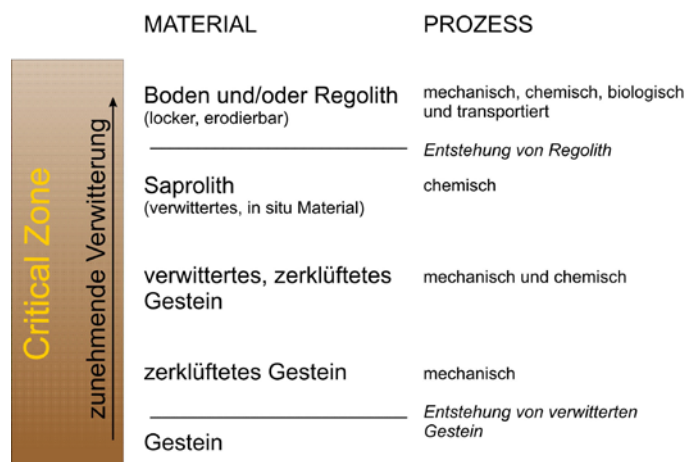 MATERIAL
PROZESS
Critical Zone
zunehmende Verwitterung
Boden und/oder Regolith
(locker, erodierbar)
mechanisch, chemisch, biologisch
und transportiert
Entstehung von Regolith
Saprolith
(verwittertes, in situ Material)
chemisch
verwittertes, zerklüftetes
Gestein
mechanisch und chemisch
zerklüftetes Gestein
mechanisch
Entstehung von verwitterten
Gestein
Gestein